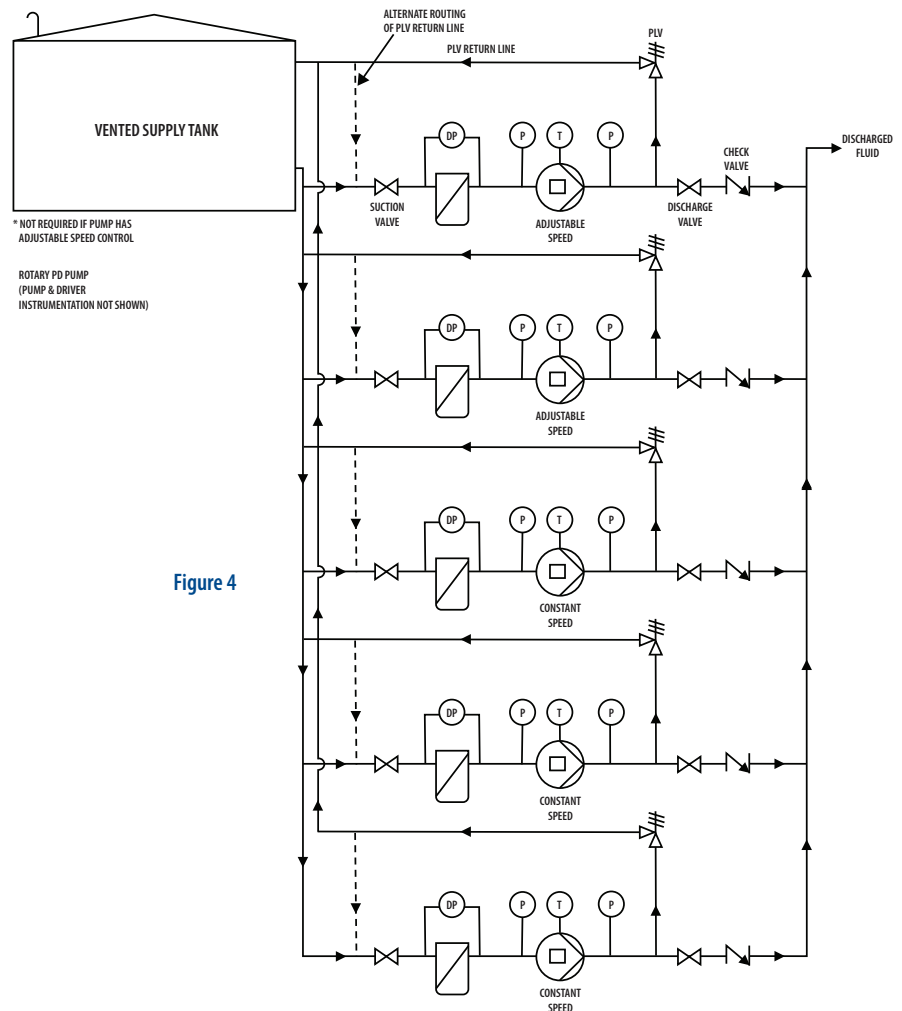 ALTERNATE ROUTING
OF PLV RETURN LINE
PLV RETURN LINE
PLV
VENTED SUPPLY TANK
DP
P
T
P
CHECK
VALVE
DISCHARGED
FLUID
SUCTION
VALVE
ADJUSTABLE
SPEED
DISCHARGE
VALVE
* NOT REQUIRED IF PUMP HAS
ADJUSTABLE SPEED CONTROL
ROTARY PD PUMP
(PUMP & DRIVER
INSTRUMENTATION NOT SHOWN)
DP
P
T
P
ADJUSTABLE
SPEED
DP
P
T
P
CONSTANT
SPEED
Figure 4
DP
P
T
P
CONSTANT
SPEED
DP
P
T
P
CONSTANT
SPEED